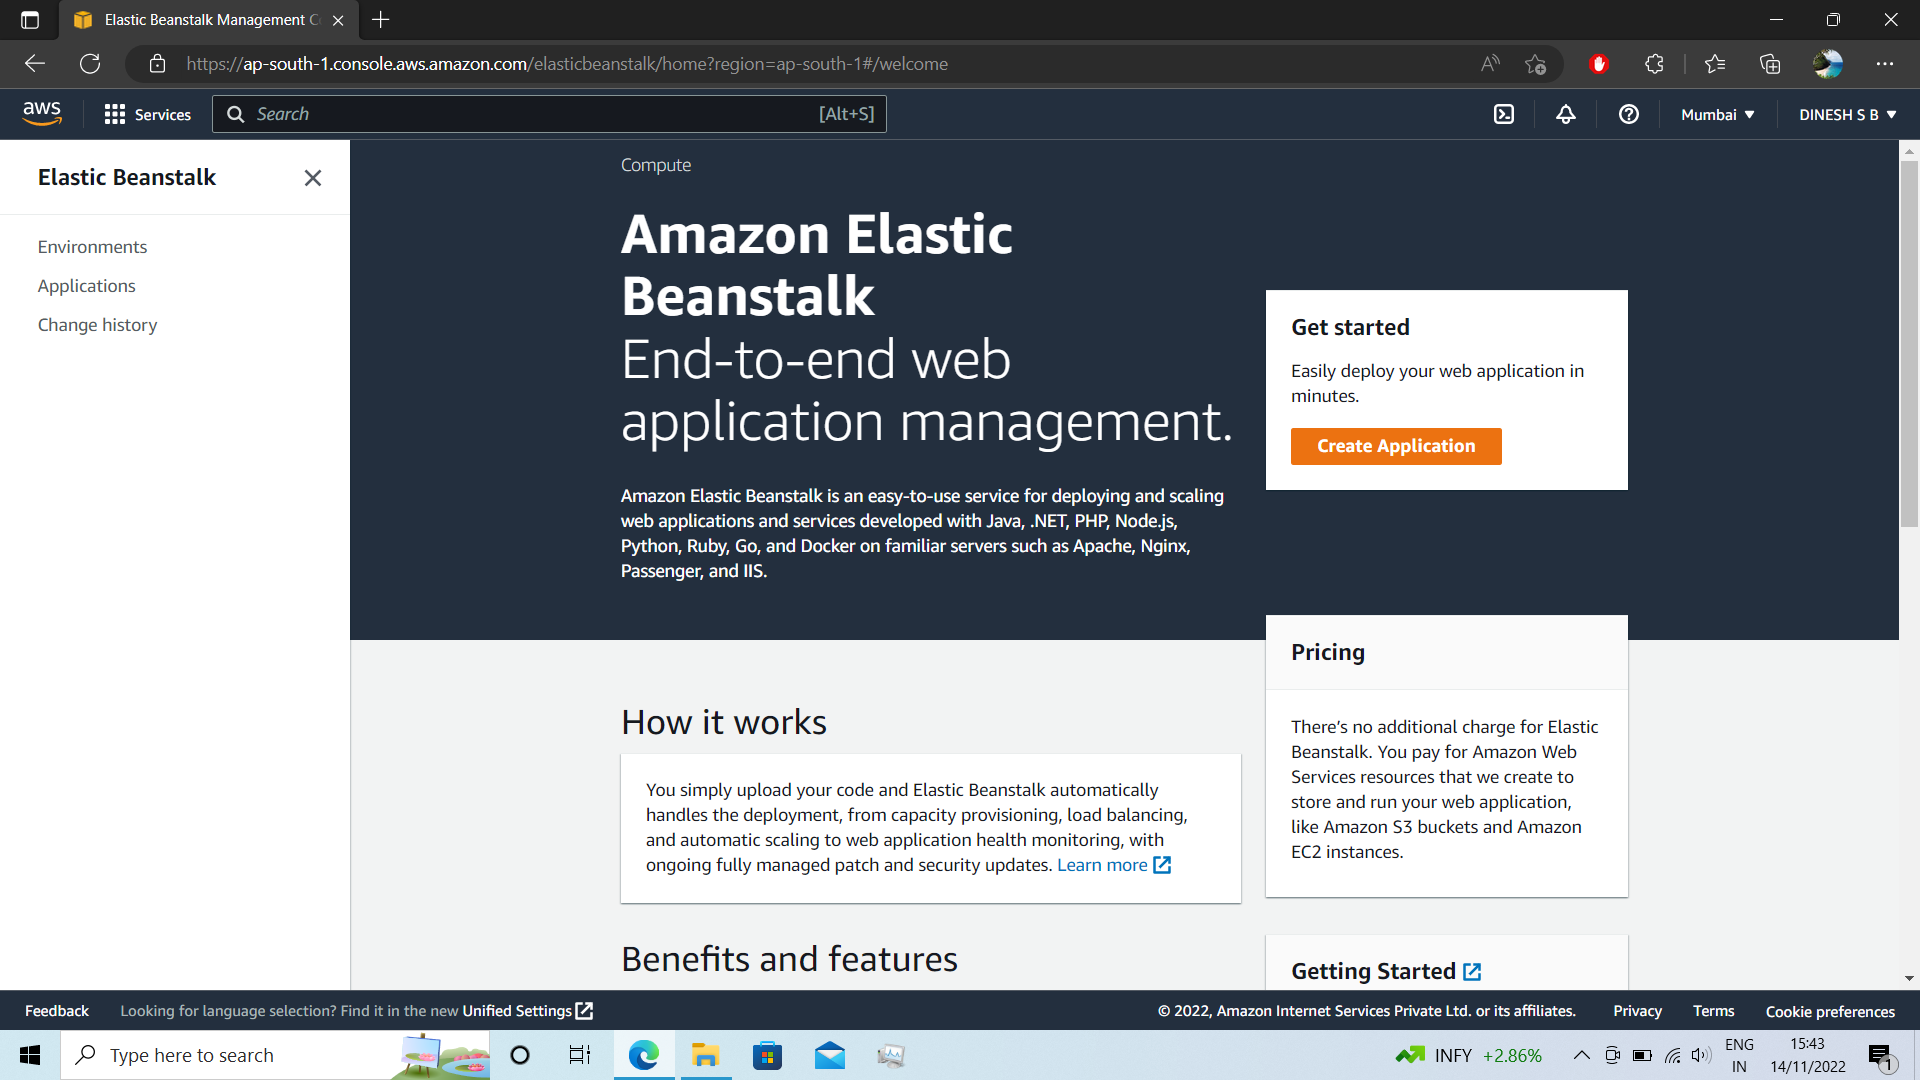 Elastic Beanstalk Management C
https://ap-south-1.console.aws.amazon.com/elasticbeanstalk/home?region=ap-south-1#/welcome
aws
Services
Search
[Alt+S]
Mumbai
DINESH S B
Elastic Beanstalk
Environments
Applications
Change history
Compute
Amazon Elastic
Beanstalk
End-to-end web
application management.
Amazon Elastic Beanstalk is an easy-to-use service for deploying and scaling
web applications and services developed with Java, .NET, PHP, Node.js,
Python, Ruby, Go, and Docker on familiar servers such as Apache, Nginx,
Passenger, and IIS.
Get started
Easily deploy your web application in
minutes.
Create Application
Pricing
There's no additional charge for Elastic
Beanstalk. You pay for Amazon Web
Services resources that we create to
store and run your web application,
like Amazon S3 buckets and Amazon
EC2 instances.
How it works
You simply upload your code and Elastic Beanstalk automatically
handles the deployment, from capacity provisioning, load balancing,
and automatic scaling to web application health monitoring, with
ongoing fully managed patch and security updates. Learn more
Benefits and features
Getting Started
Feedback
Looking for language selection? Find it in the new Unified Settings
© 2022, Amazon Internet Services Private Ltd. or its affiliates.
Privacy
Terms
Cookie preferences
Type here to search
INFY +2.86%
ENG
IN
15:43
14/11/2022
1